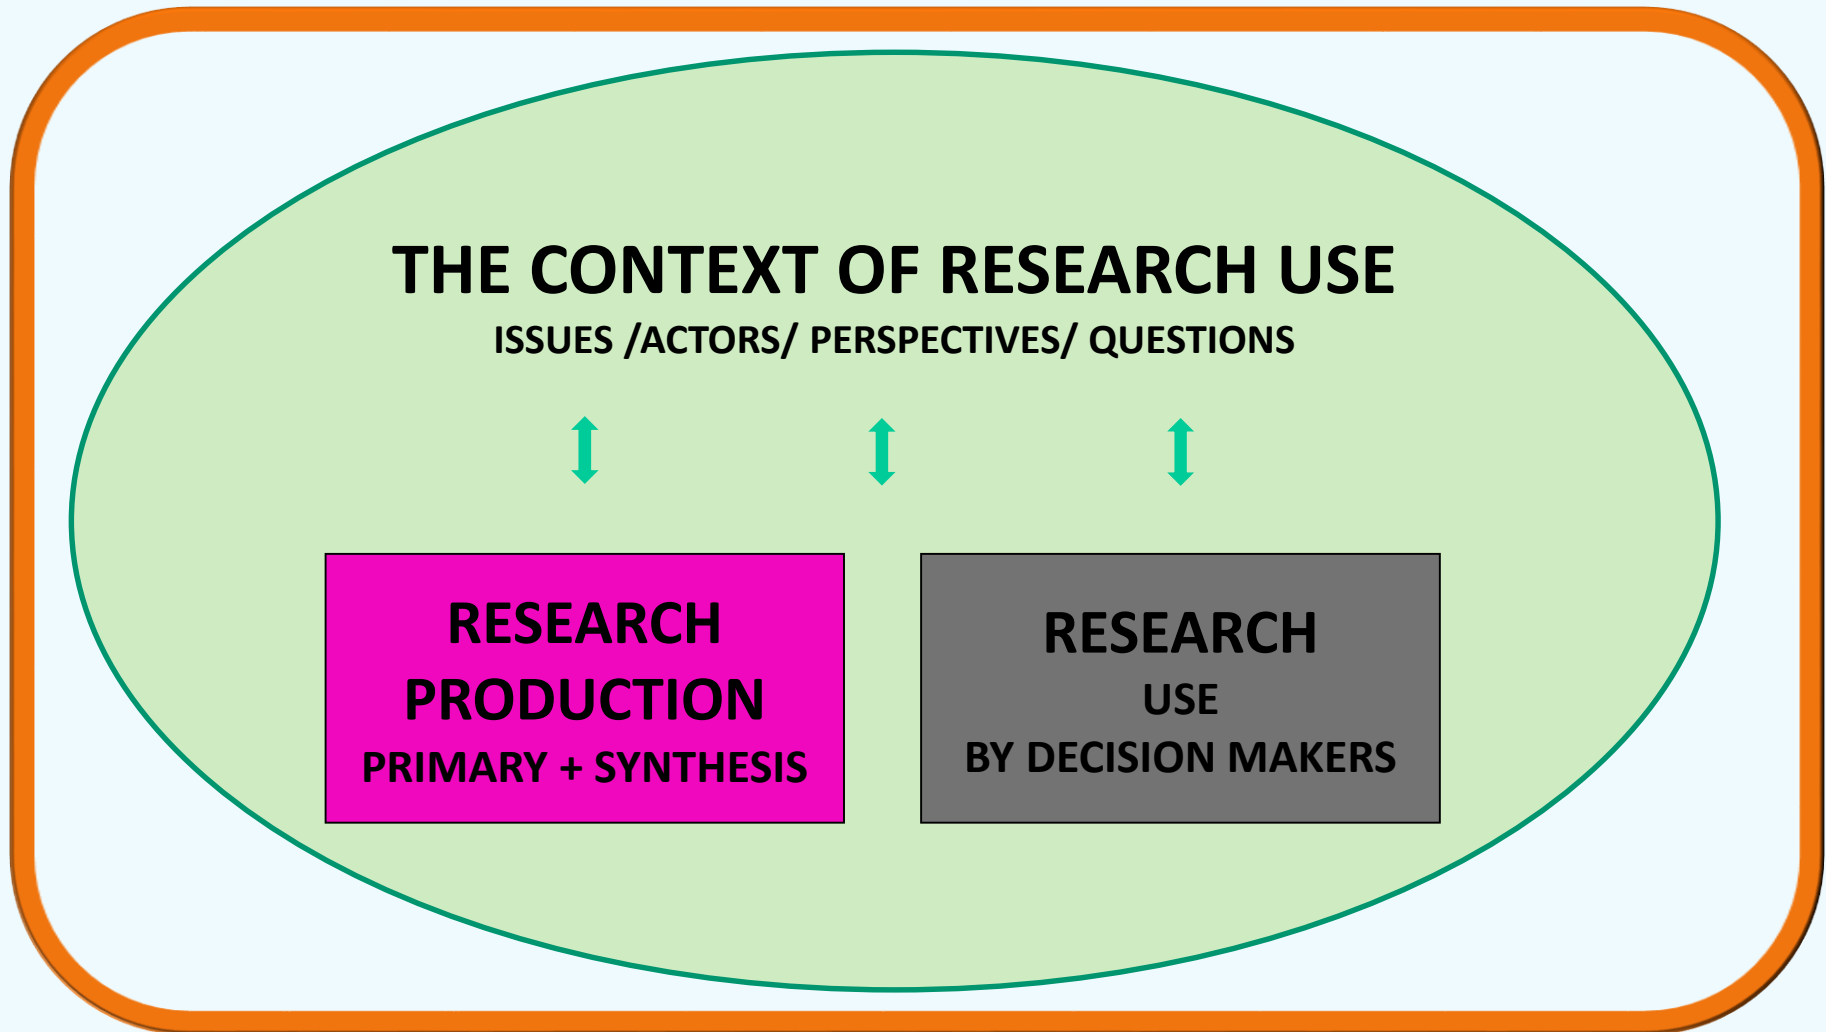 THE CONTEXT OF RESEARCH USE
ISSUES /ACTORS/ PERSPECTIVES/ QUESTIONS
RESEARCH
PRODUCTION
PRIMARY + SYNTHESIS
RESEARCH
USE
BY DECISION MAKERS